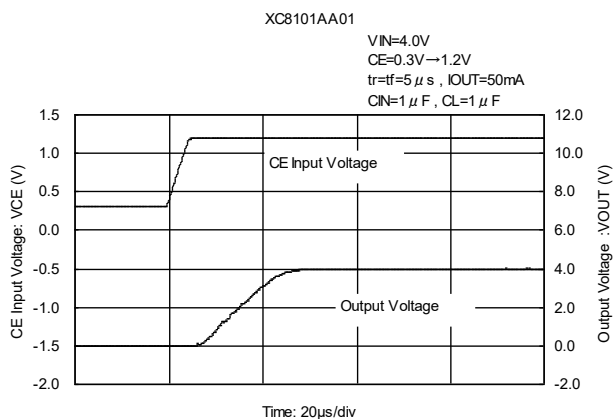 XC8101AA01
VIN=4.0V
CE=0.3V→1.2V
tr=tf=5μs , IOUT=50mA
CIN=1μF , CL=1μF
CE Input Voltage: VCE (V)
1.5
1.0
0.5
0.0
-0.5
-1.0
-1.5
-2.0
CE Input Voltage
Output Voltage
12.0
10.0
8.0
6.0
4.0
2.0
0.0
-2.0
Output Voltage :VOUT (V)
Time: 20μs/div